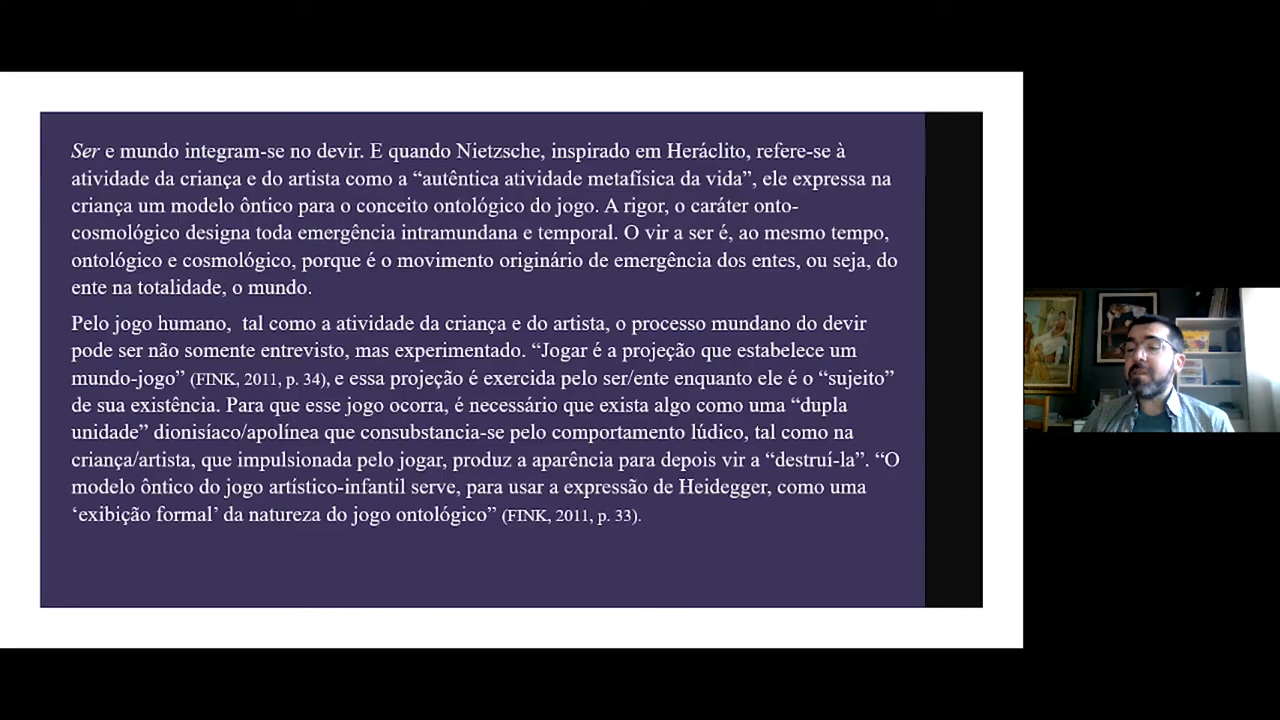 Ser e mundo integram-se no devir. E quando Nietzsche, inspirado em Heráclito, refere-se à
atividade da criança e do artista como a “autêntica atividade metafísica da vida”, ele expressa na
criança um modelo ôntico para o conceito ontológico do jogo. A rigor, o caráter onto-
cosmológico designa toda emergência intramundana e temporal. O vir a ser é, ao mesmo tempo,
ontológico e cosmológico, porque é o movimento originário de emergência dos entes, ou seja, do
ente na totalidade, o mundo.
Pelo jogo humano, tal como a atividade da criança e do artista, o processo mundano do devir
pode ser não somente entrevisto, mas experimentado. “Jogar é a projeção que estabelece um
mundo-jogo” (FINK, 2011, p. 34), e essa projeção é exercida pelo ser/ente enquanto ele é o “sujeito”
de sua existência. Para que esse jogo ocorra, é necessário que exista algo como uma “dupla
unidade” dionisíaco/apolínea que consubstancia-se pelo comportamento lúdico, tal como na
criança/artista, que impulsionada pelo jogar, produz a aparência para depois vir a “destruí-la”. “O
modelo ôntico do jogo artístico-infantil serve, para usar a expressão de Heidegger, como uma
‘exibição formal’ da natureza do jogo ontológico” (FINK, 2011, p. 33).